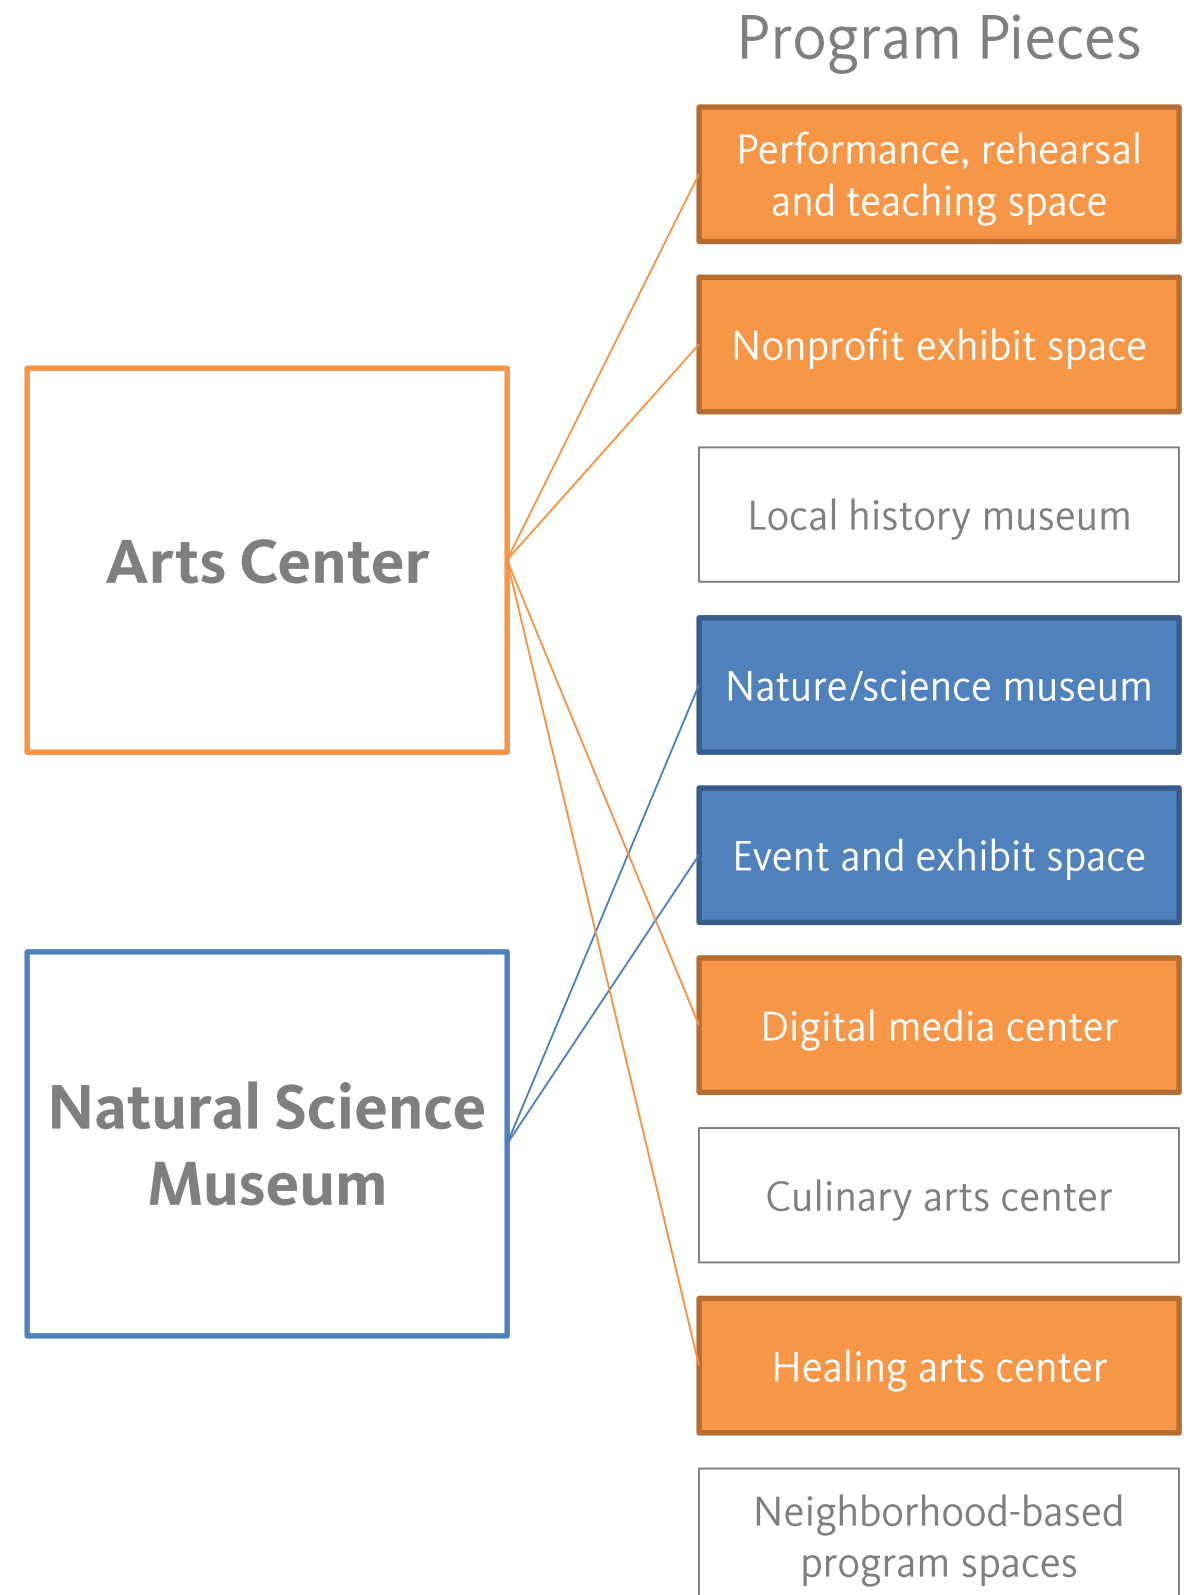 Program Pieces
Performance, rehearsal
and teaching space
Nonprofit exhibit space
Local history museum
Arts Center
Nature/science museum
Event and exhibit space
Digital media center
Natural Science
Museum
Culinary arts center
Healing arts center
Neighborhood-based
program spaces